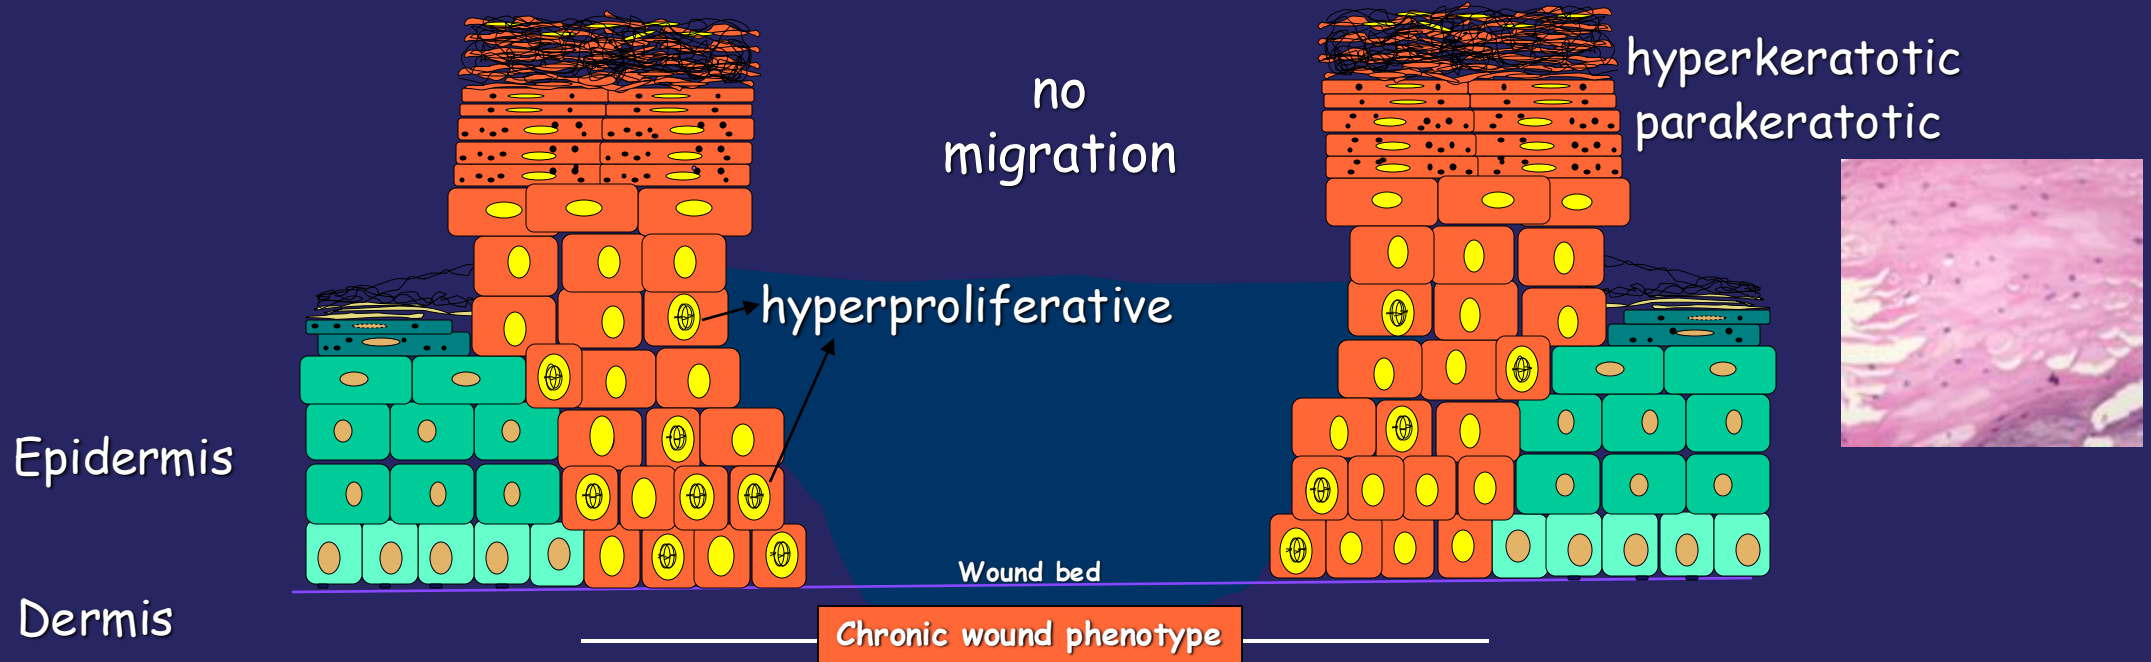 no
migration
hyperkeratotic
parakeratotic
hyperproliferative
Epidermis
Wound bed
Dermis
Chronic wound phenotype